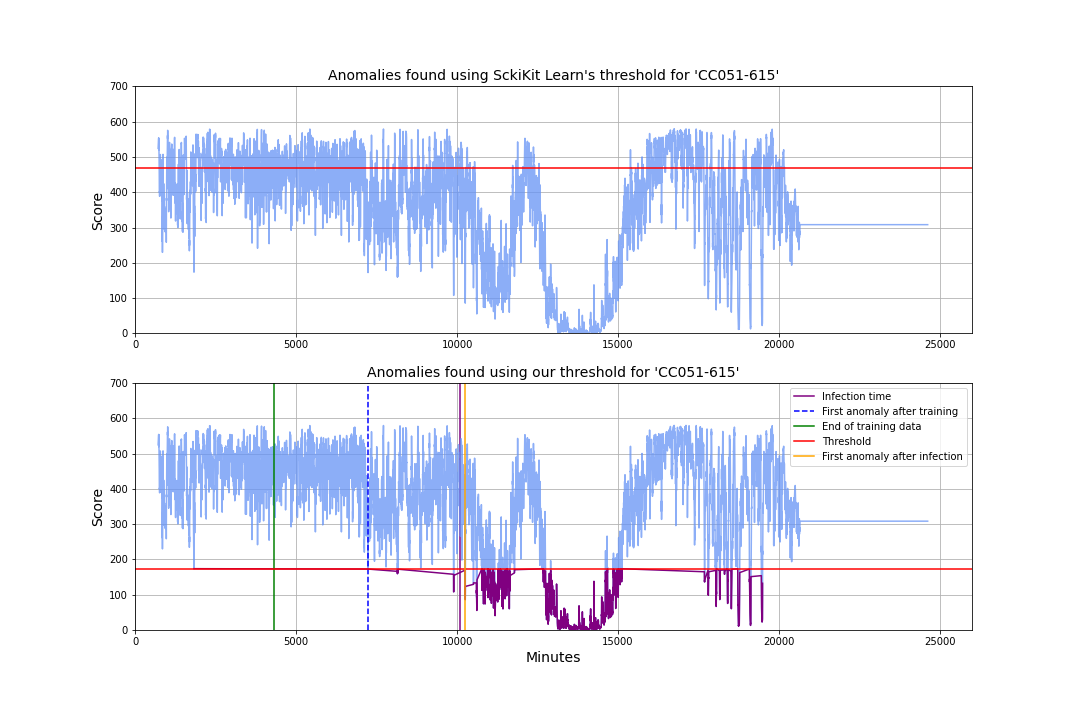 Anomalies found using SckiKit Learn's threshold for 'CC051-615'
700
600
500
400
300
200
100
0
Score
0 5000 10000 15000 20000 25000
Anomalies found using our threshold for 'CC051-615'
700
600
500
400
300
200
100
0
Score
Infection time
First anomaly after training
End of training data
Threshold
First anomaly after infection
0 5000 10000 15000 20000 25000
Minutes